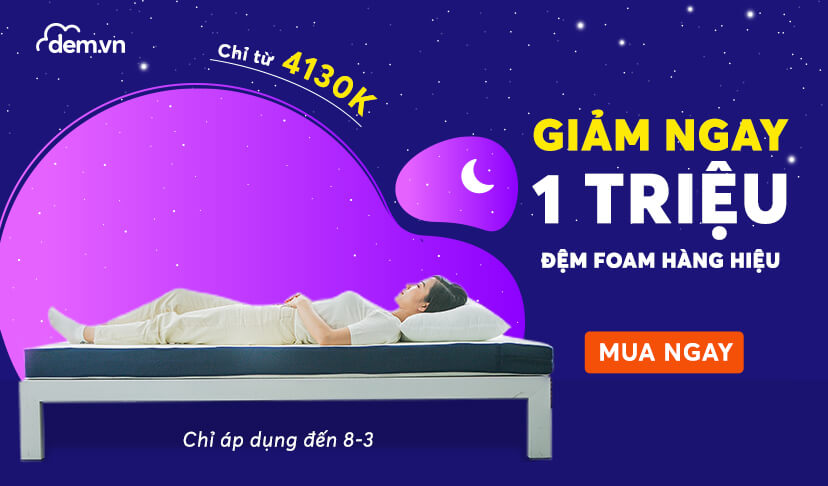 dem.vn
Chỉ từ 4130K
GIẢM NGAY
1 TRIỆU
ĐỆM FOAM HÀNG HIỆU
MUA NGAY
Chỉ áp dụng đến 8-3